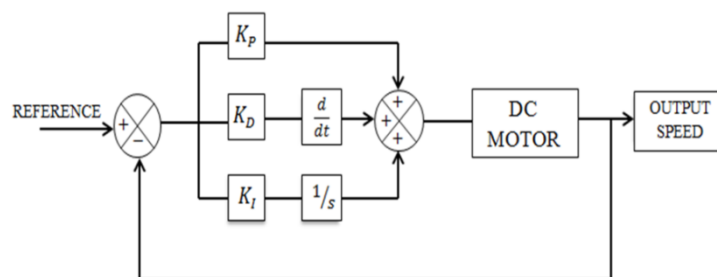 K_P
REFERENCE
+
−
K_D
d/dt
+
+
+
DC
MOTOR
OUTPUT
SPEED
K_I
1/s